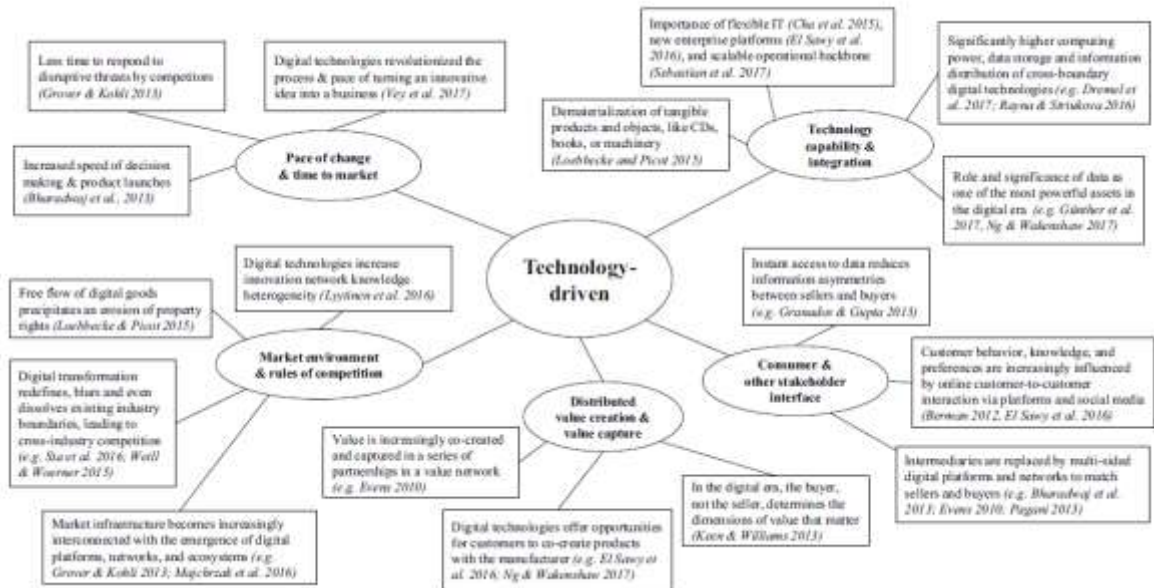 Less time to respond to
disruptive threats by competitors
(Grover & Kohli 2013)
Digital technologies revolutionized the
process & pace of turning an innovative
idea into a business (Vey et al. 2017)
Increased speed of decision
making & product launches
(Bharadwaj et al., 2013)
Pace of change
& time to market
Importance of flexible IT (Cha et al. 2015),
new enterprise platforms (El Sawy et al.
2016), and scalable operational backbone
(Sebastian et al. 2017)
Dematerialization of tangible
products and objects, like CDs,
books, or machinery
(Loebbecke and Picot 2015)
Technology
capability &
integration
Significantly higher computing
power, data storage and information
distribution of cross-boundary
digital technologies (e.g. Dremel et
al. 2017; Rayna & Striukova 2016)
Role and significance of data as
one of the most powerful assets in
the digital era (e.g. Günther et al.
2017, Ng & Wakenshaw 2017)
Technology-
driven
Digital technologies increase
innovation network knowledge
heterogeneity (Lyytinen et al. 2016)
Free flow of digital goods
precipitates an erosion of property
rights (Loebbecke & Picot 2015)
Market environment
& rules of competition
Digital transformation
redefines, blurs and even
dissolves existing industry
boundaries, leading to
cross-industry competition
(e.g. et al. 2016; Weill
& Woerner 2015)
Market infrastructure becomes increasingly
interconnected with the emergence of digital
platforms, networks, and ecosystems (e.g.
Grover & Kohli 2013; Majchrzak et al. 2016)
Distributed
value creation &
value capture
Value is increasingly co-created
and captured in a series of
partnerships in a value network
(e.g. Evens 2010)
Digital technologies offer opportunities
for customers to co-create products
with the manufacturer (e.g. El Sawy et
al. 2016; Ng & Wakenshaw 2017)
In the digital era, the buyer,
not the seller, determines the
dimensions of value that matter
(Keen & Williams 2013)
Instant access to data reduces
information asymmetries
between sellers and buyers
(e.g. Granados & Gupta 2013)
Consumer &
other stakeholder
interface
Customer behavior, knowledge, and
preferences are increasingly influenced
by online customer-to-customer
interaction via platforms and social media
(Berman 2012, El Sawy et al. 2016)
Intermediaries are replaced by multi-sided
digital platforms and networks to match
sellers and buyers (e.g. Bharadwaj et al.
2013; Evens 2010; Pagani 2013)